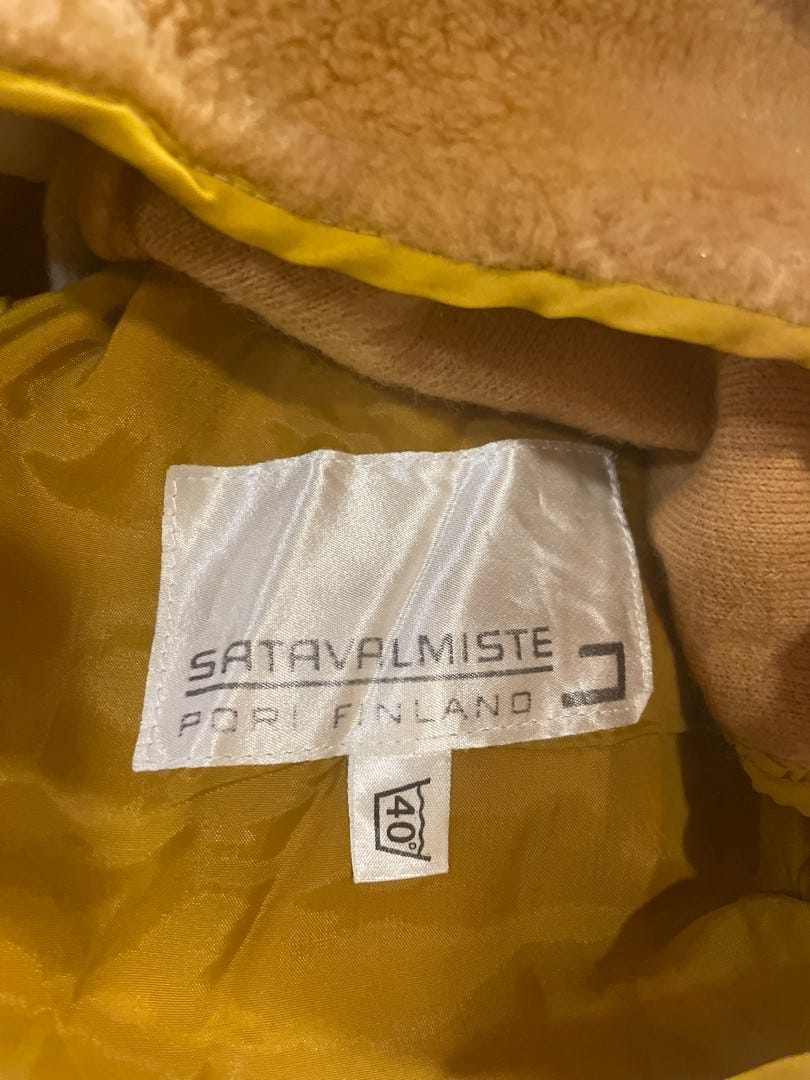 SATAVALMISTE
PORI FINLAND
40°